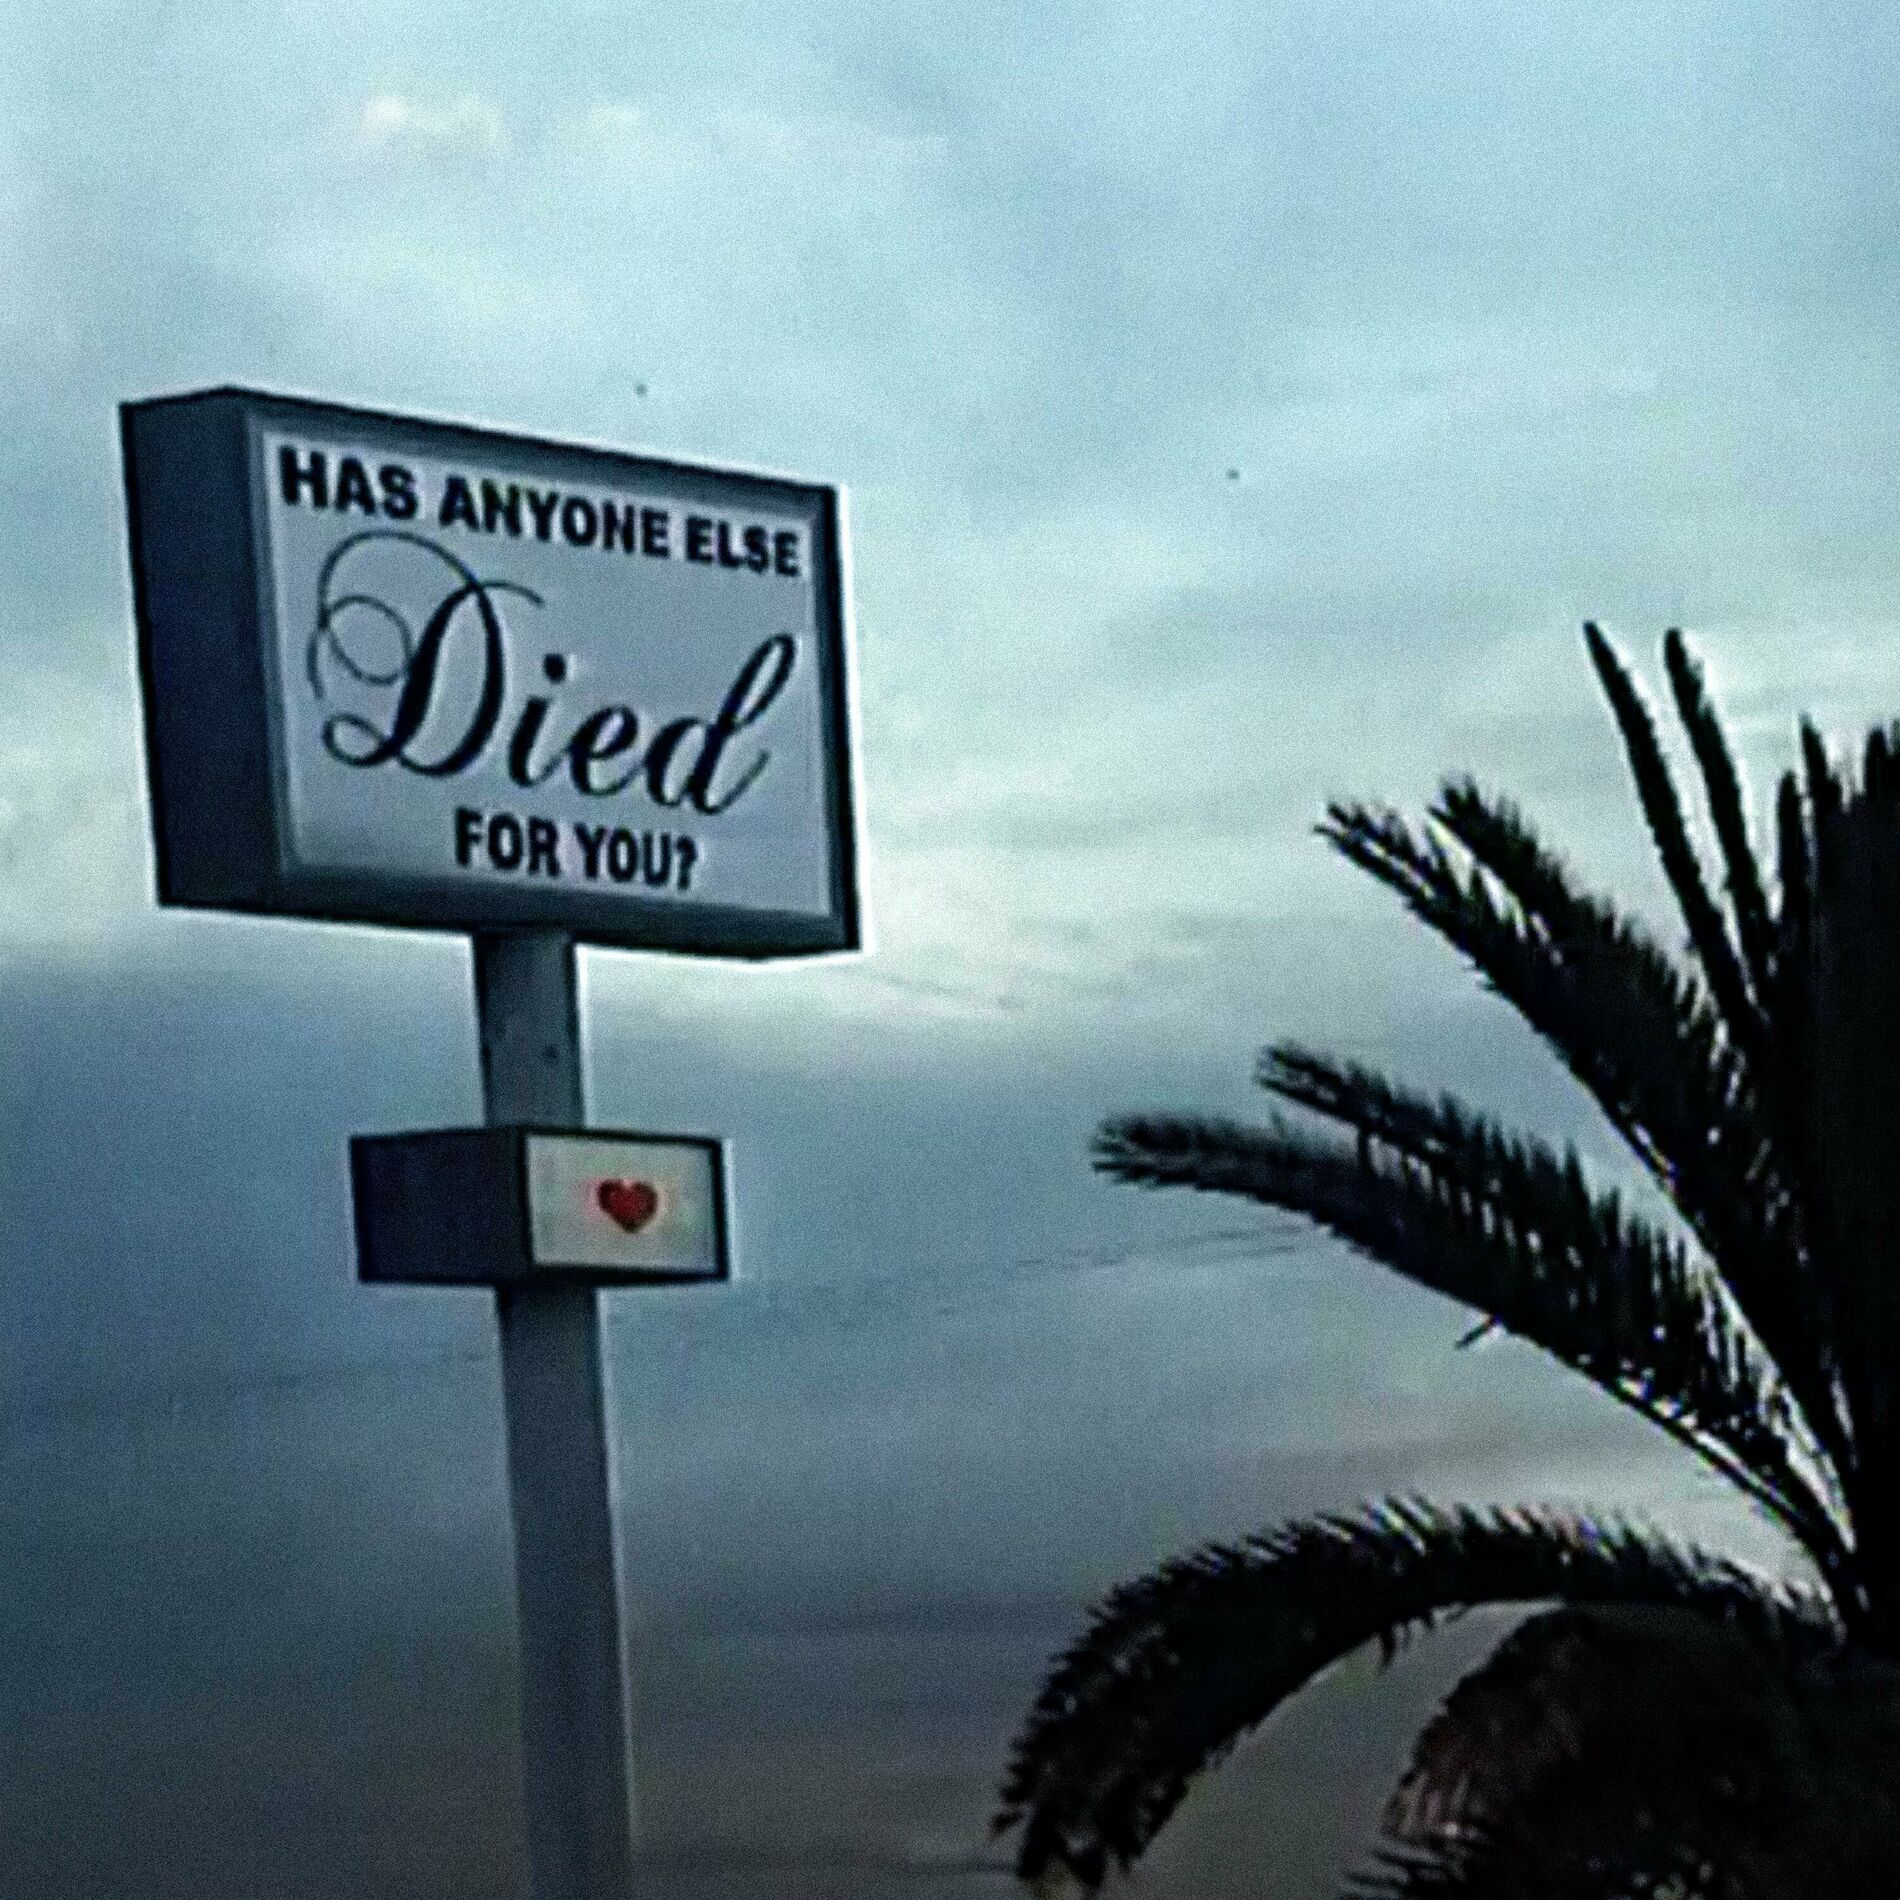 HAS ANYONE ELSE
Died
FOR YOU?